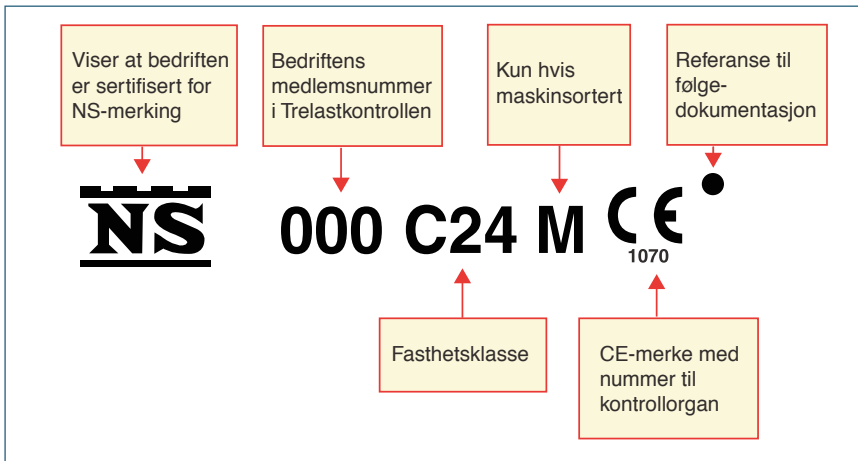 Viser at bedriften
er sertifisert for
NS-merking
Bedriftens
medlemsnummer
i Trelastkontrollen
Kun hvis
maskinsortert
Referanse til
følge-
dokumentasjon
NS 000 C24 M CE
1070
Fasthetsklasse
CE-merke med
nummer til
kontrollorgan